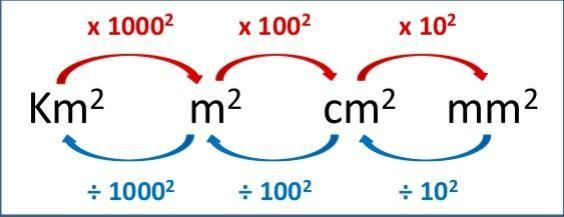 x 1000² x 100² x 10²
Km² m² cm² mm²
÷ 1000² ÷ 100² ÷ 10²